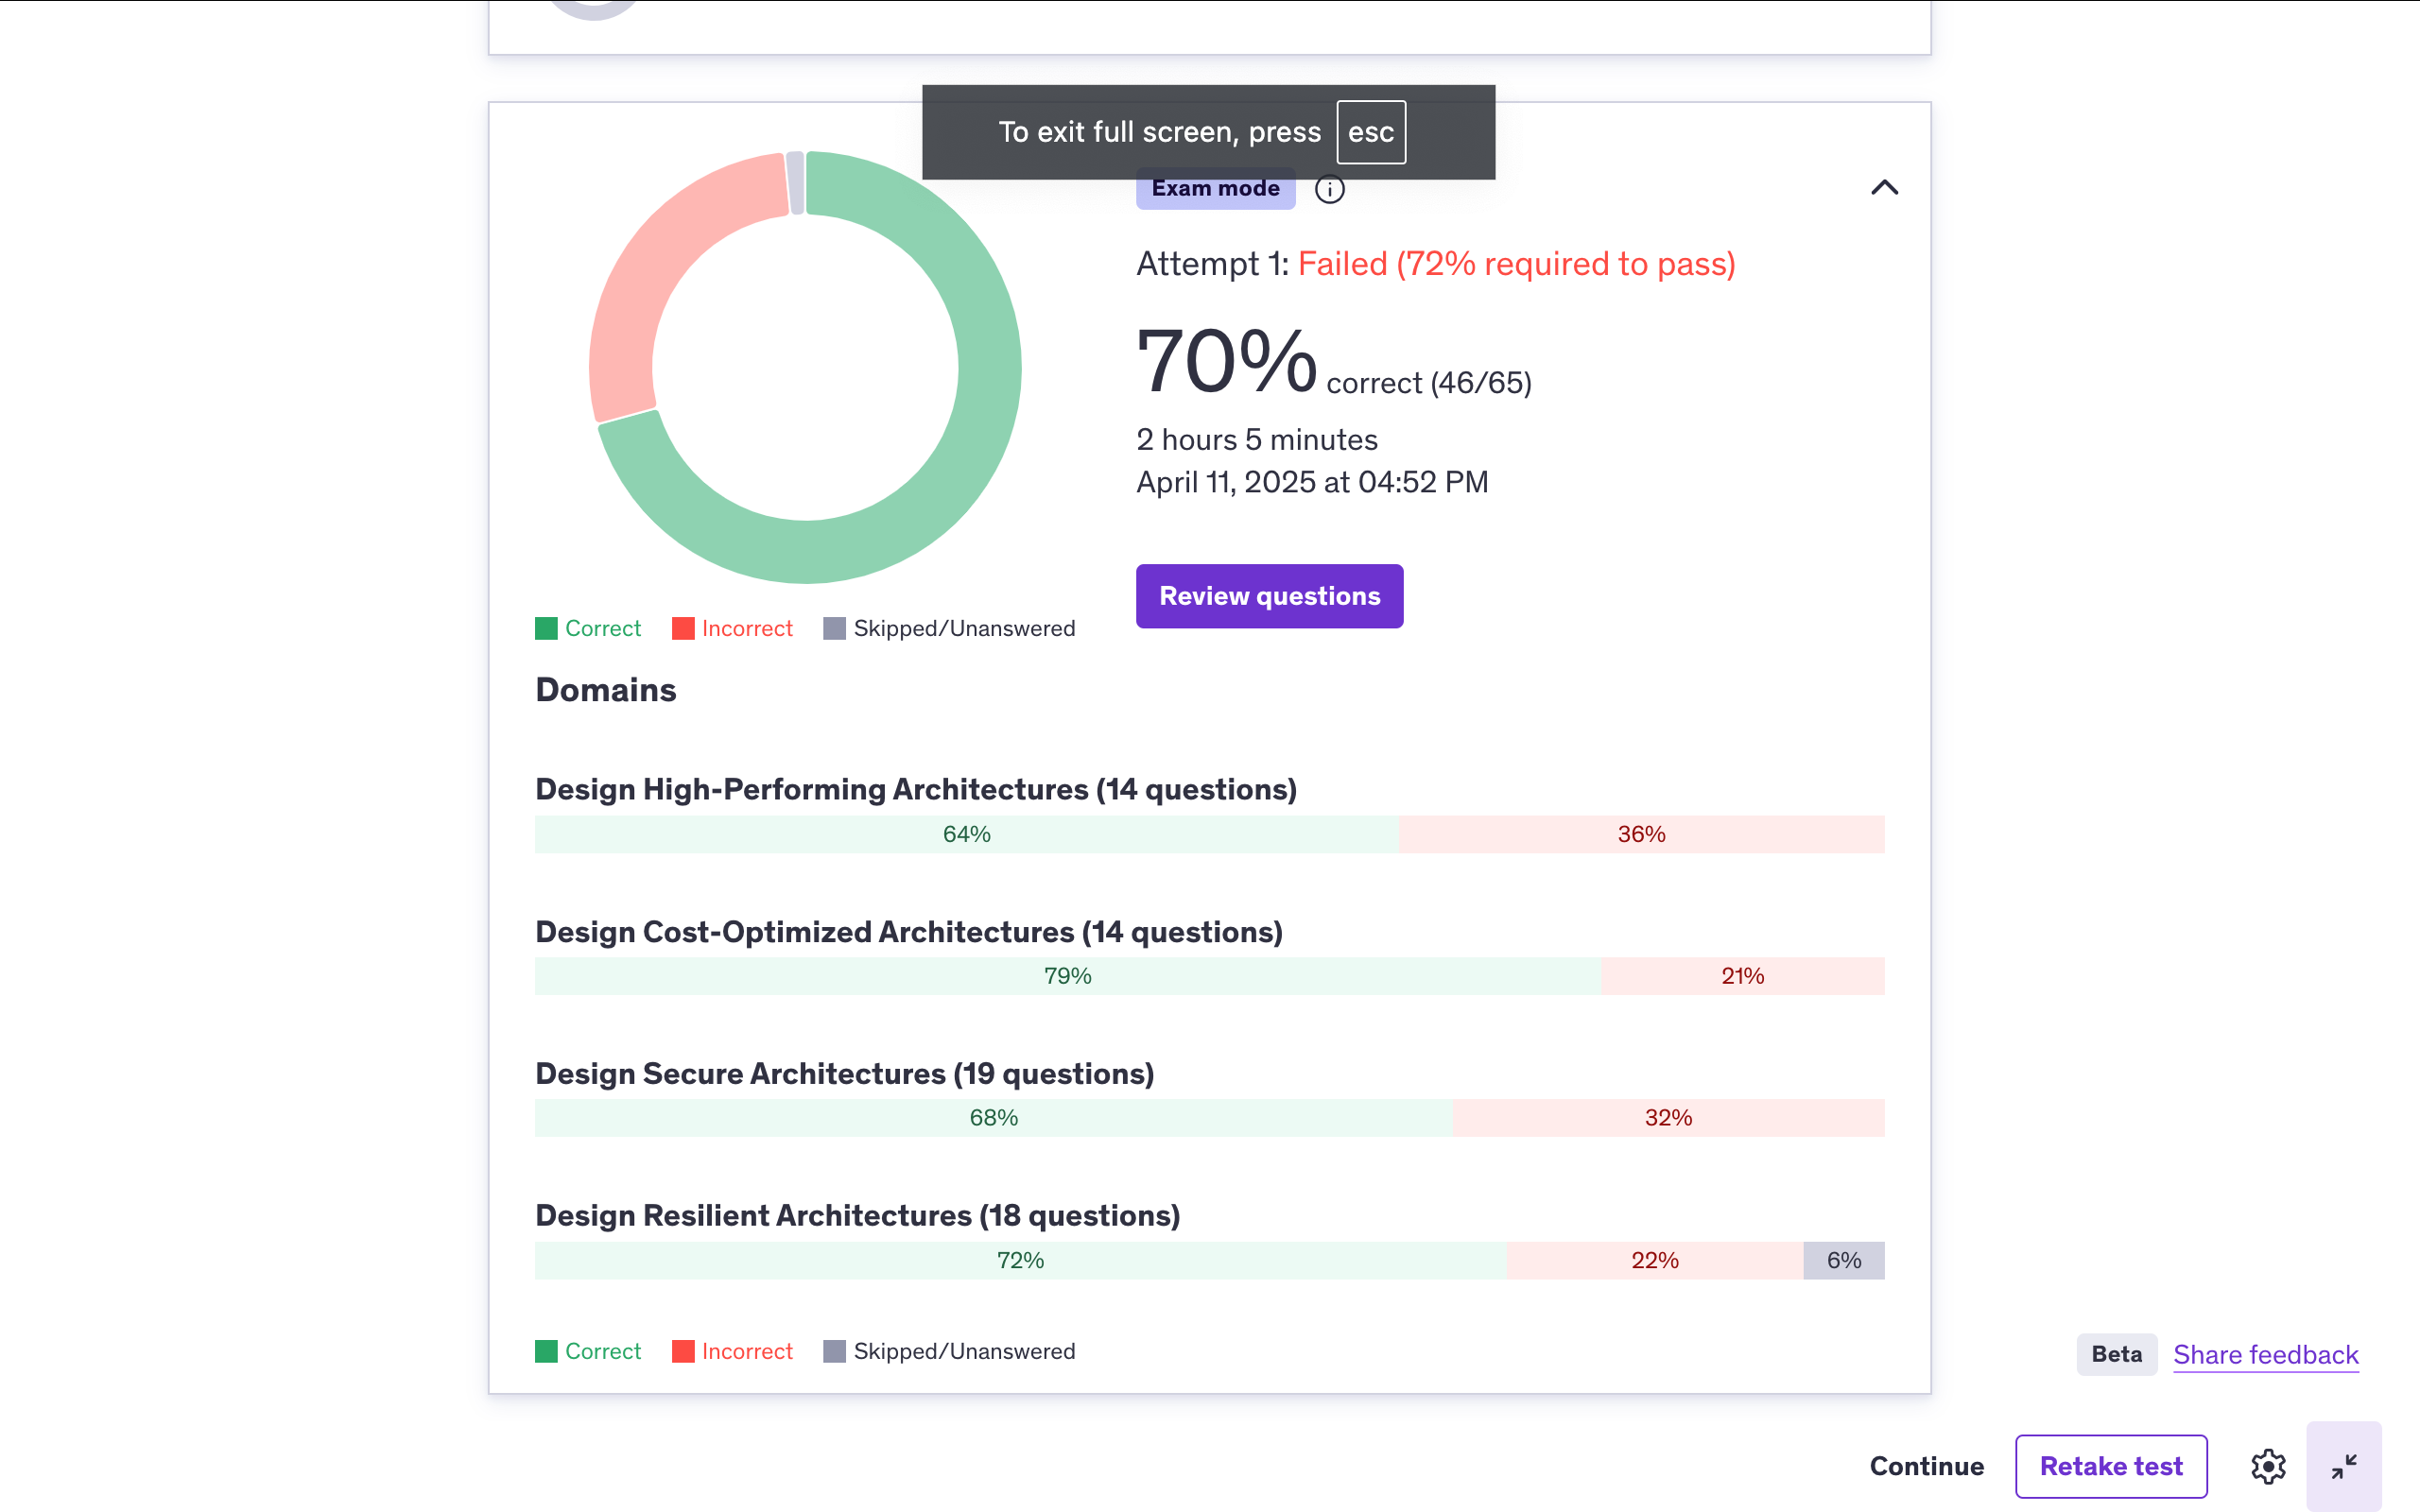 To exit full screen, press esc
Exam mode
Attempt 1: Failed (72% required to pass)
70% correct (46/65)
2 hours 5 minutes
April 11, 2025 at 04:52 PM
Review questions
Correct Incorrect Skipped/Unanswered
Domains
Design High-Performing Architectures (14 questions)
64% 36%
Design Cost-Optimized Architectures (14 questions)
79% 21%
Design Secure Architectures (19 questions)
68% 32%
Design Resilient Architectures (18 questions)
72% 22% 6%
Correct Incorrect Skipped/Unanswered
Beta Share feedback
Continue Retake test